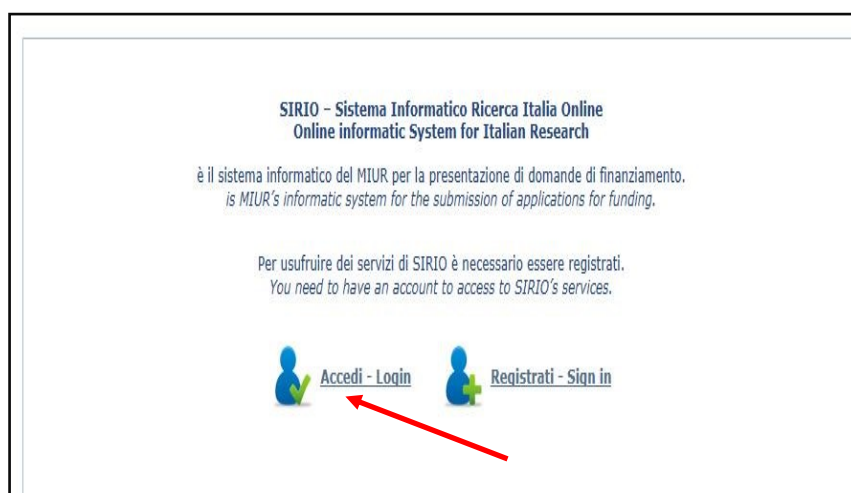 SIRIO – Sistema Informatico Ricerca Italia Online
Online informatic System for Italian Research
è il sistema informatico del MIUR per la presentazione di domande di finanziamento.
is MIUR's informatic system for the submission of applications for funding.
Per usufruire dei servizi di SIRIO è necessario essere registrati.
You need to have an account to access to SIRIO's services.
Accedi - Login
Registrati - Sign in